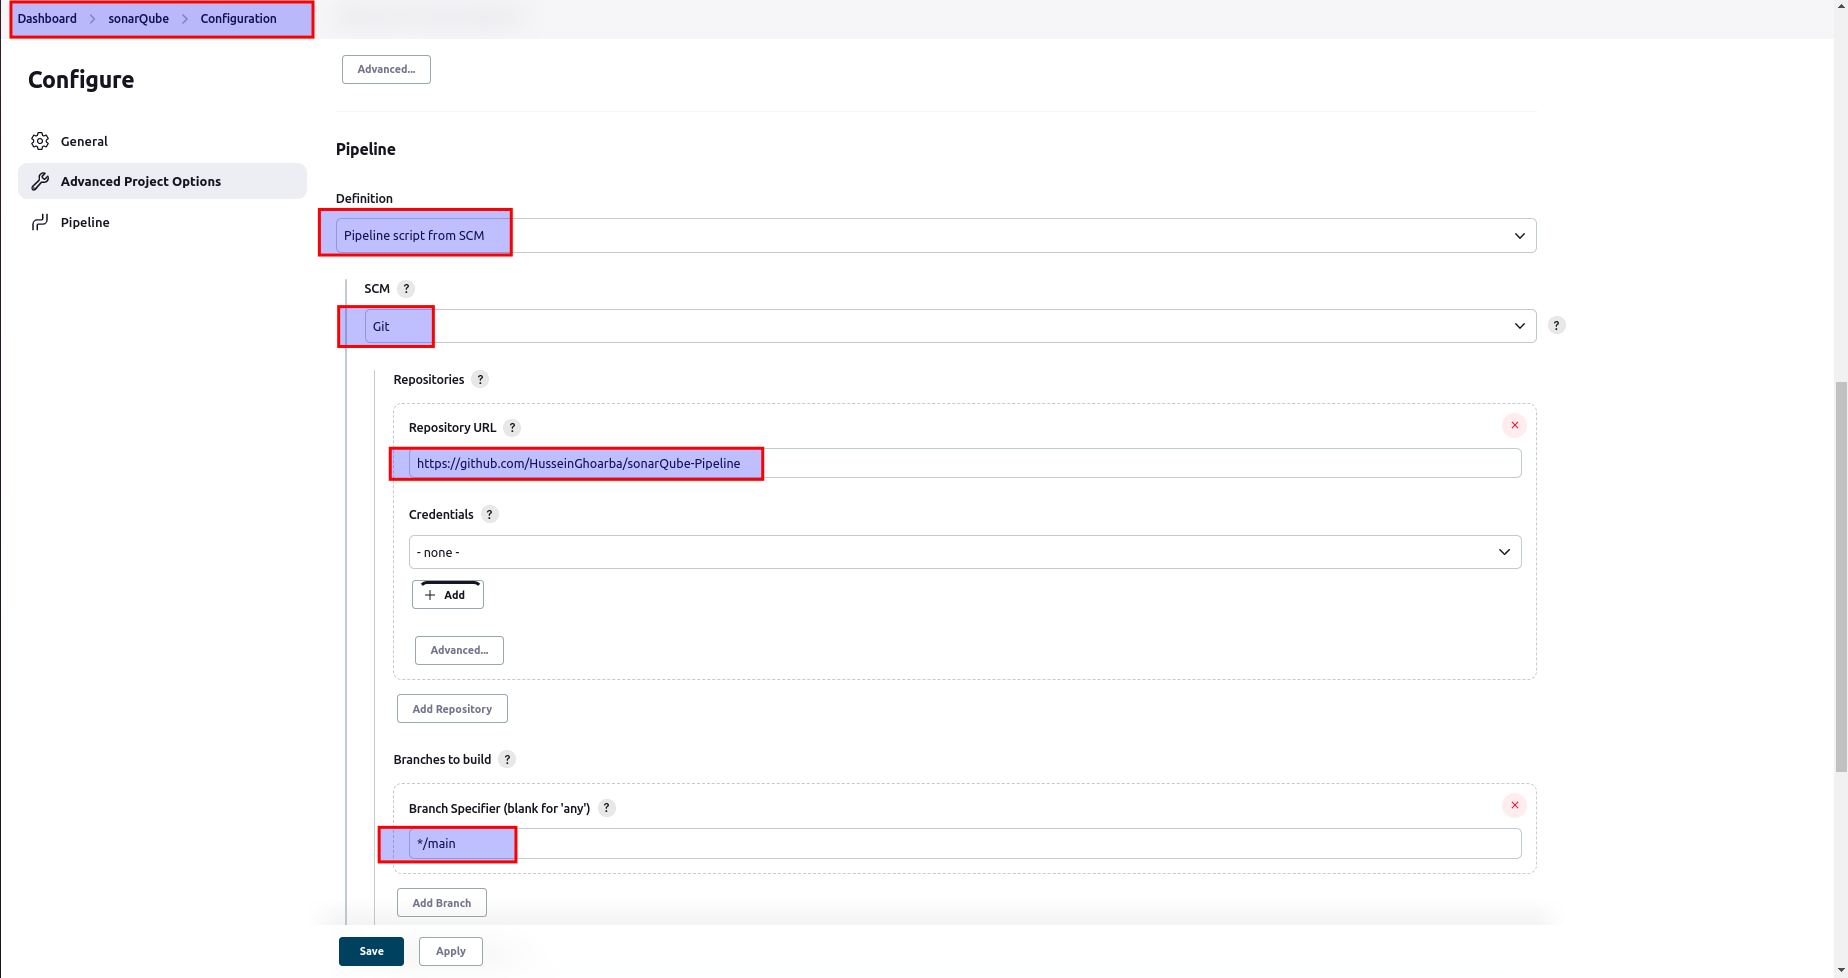 Dashboard > sonarQube > Configuration
Configure
General
Advanced Project Options
Pipeline
Advanced...
Pipeline
Definition
Pipeline script from SCM
SCM ?
Git
?
Repositories ?
Repository URL ?
https://github.com/HusseinGhoarba/sonarQube-Pipeline
Credentials ?
- none -
+ Add
Advanced...
Add Repository
Branches to build ?
Branch Specifier (blank for 'any') ?
*/main
Add Branch
Save Apply